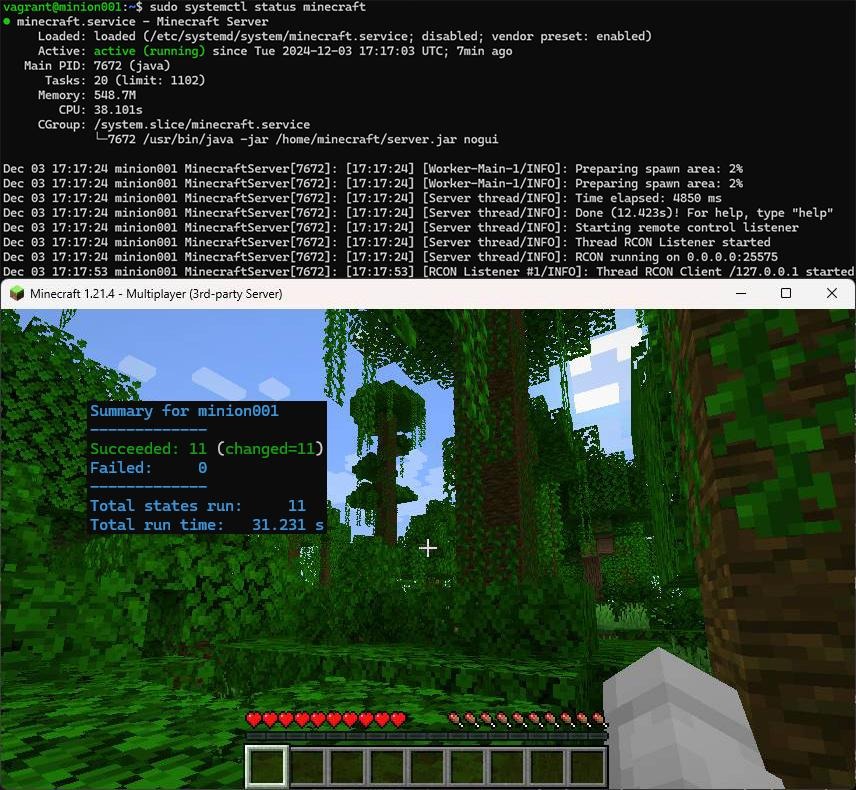 vagrant@minion001:~$ sudo systemctl status minecraft
● minecraft.service - Minecraft Server
Loaded: loaded (/etc/systemd/system/minecraft.service; disabled; vendor preset: enabled)
Active: active (running) since Tue 2024-12-03 17:17:03 UTC; 7min ago
Main PID: 7672 (java)
Tasks: 20 (limit: 1102)
Memory: 548.7M
CPU: 38.101s
CGroup: /system.slice/minecraft.service
└─7672 /usr/bin/java -jar /home/minecraft/server.jar nogui
Dec 03 17:17:24 minion001 MinecraftServer[7672]: [17:17:24] [Worker-Main-1/INFO]: Preparing spawn area: 2%
Dec 03 17:17:24 minion001 MinecraftServer[7672]: [17:17:24] [Worker-Main-1/INFO]: Preparing spawn area: 2%
Dec 03 17:17:24 minion001 MinecraftServer[7672]: [17:17:24] [Server thread/INFO]: Time elapsed: 4850 ms
Dec 03 17:17:24 minion001 MinecraftServer[7672]: [17:17:24] [Server thread/INFO]: Done (12.423s)! For help, type "help"
Dec 03 17:17:24 minion001 MinecraftServer[7672]: [17:17:24] [Server thread/INFO]: Starting remote control listener
Dec 03 17:17:24 minion001 MinecraftServer[7672]: [17:17:24] [Server thread/INFO]: Thread RCON Listener started
Dec 03 17:17:24 minion001 MinecraftServer[7672]: [17:17:24] [Server thread/INFO]: RCON running on 0.0.0.0:25575
Dec 03 17:17:53 minion001 MinecraftServer[7672]: [17:17:53] [RCON Listener #1/INFO]: Thread RCON Client /127.0.0.1 started
Minecraft 1.21.4 - Multiplayer (3rd-party Server)
Summary for minion001
-------------
Succeeded: 11 (changed=11)
Failed: 0
-------------
Total states run: 11
Total run time: 31.231 s